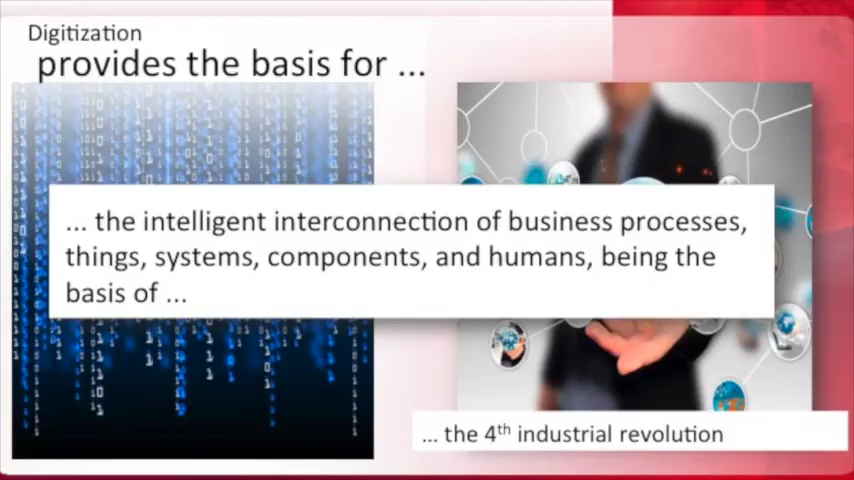 Digitization
provides the basis for ...
... the intelligent interconnection of business processes,
things, systems, components, and humans, being the
basis of ...
... the 4th industrial revolution